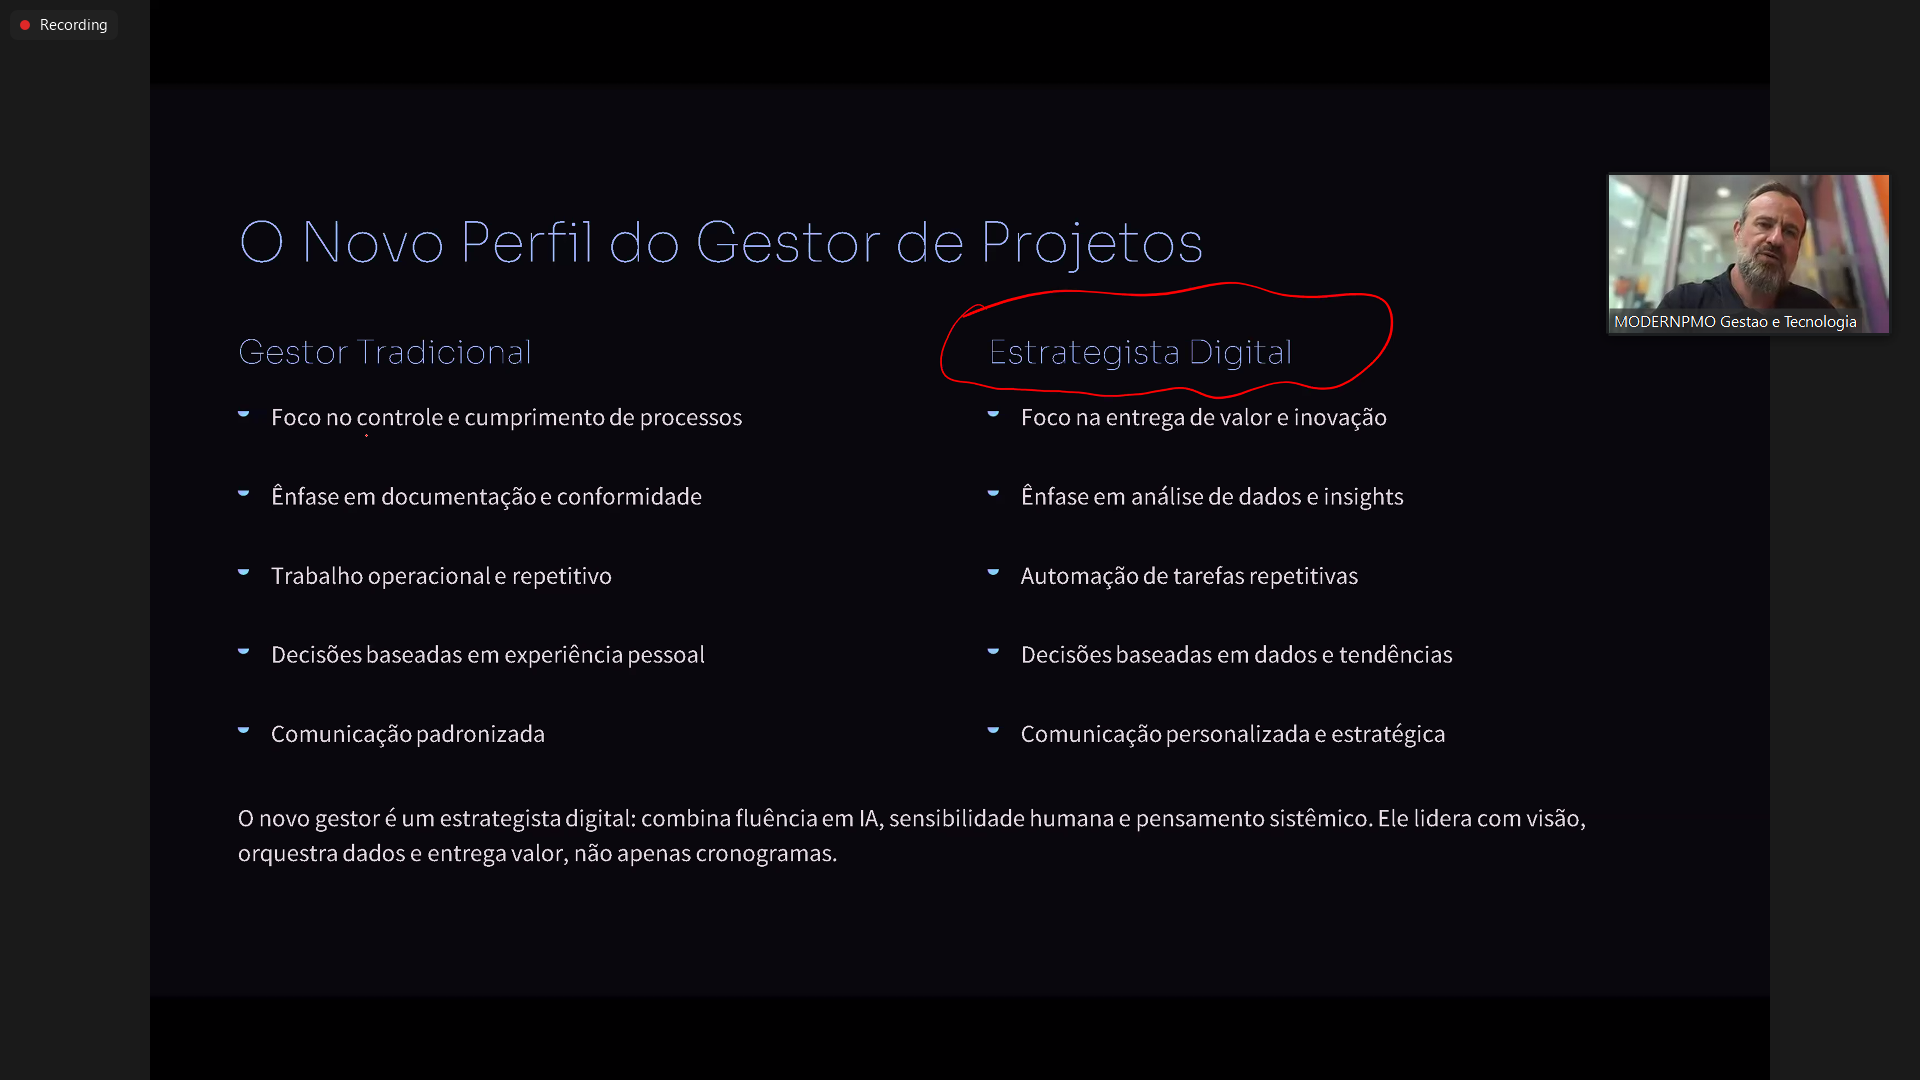 Recording
O Novo Perfil do Gestor de Projetos
MODERNPMO Gestao e Tecnologia
Gestor Tradicional
Foco no controle e cumprimento de processos
Ênfase em documentação e conformidade
Trabalho operacional e repetitivo
Decisões baseadas em experiência pessoal
Comunicação padronizada
Estrategista Digital
Foco na entrega de valor e inovação
Ênfase em análise de dados e insights
Automação de tarefas repetitivas
Decisões baseadas em dados e tendências
Comunicação personalizada e estratégica
O novo gestor é um estrategista digital: combina fluência em IA, sensibilidade humana e pensamento sistêmico. Ele lidera com visão,
orquestra dados e entrega valor, não apenas cronogramas.